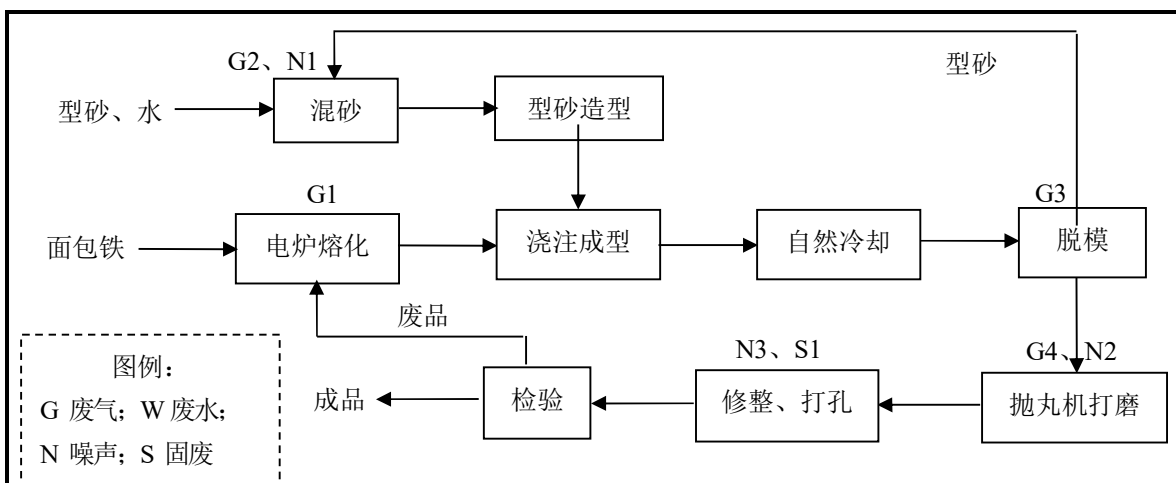 G2、N1
型砂
型砂、水
混砂
型砂造型
G1
G3
面包铁
电炉熔化
浇注成型
自然冷却
脱模
废品
N3、S1
G4、N2
图例：
G 废气；W 废水；
N 噪声；S 固废
成品
检验
修整、打孔
抛丸机打磨